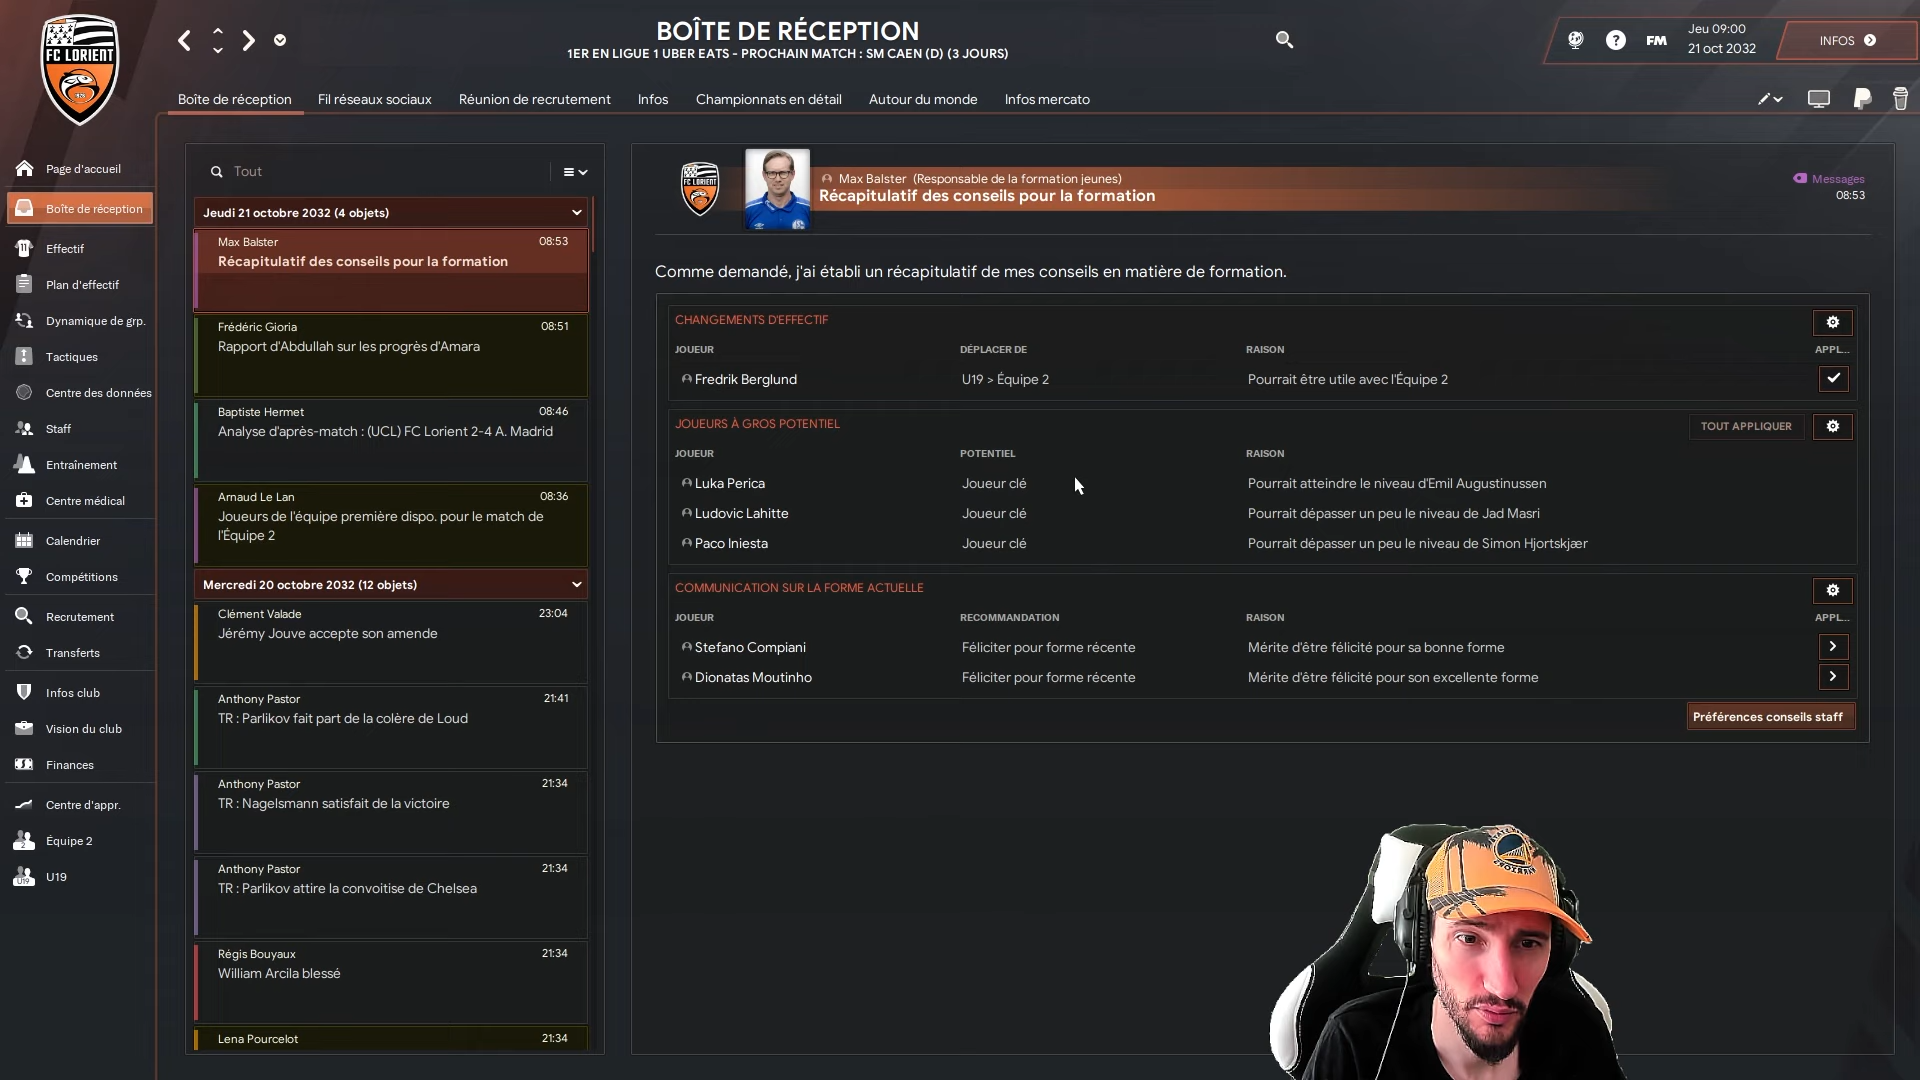 FC LORIENT
BOÎTE DE RÉCEPTION
1ER EN LIGUE 1 UBER EATS - PROCHAIN MATCH : SM CAEN (D) (3 JOURS)
FM
Jeu 09:00
21 oct 2032
INFOS
Boîte de réception
Fil réseaux sociaux
Réunion de recrutement
Infos
Championnats en détail
Autour du monde
Infos mercato
Page d'accueil
Boîte de réception
Effectif
Plan d'effectif
Dynamique de grp.
Tactiques
Centre des données
Staff
Entraînement
Centre médical
Calendrier
Compétitions
Recrutement
Transferts
Infos club
Vision du club
Finances
Centre d'appr.
Équipe 2
U19
Tout
Jeudi 21 octobre 2032 (4 objets)
Max Balster 08:53
Récapitulatif des conseils pour la formation
Frédéric Gioria 08:51
Rapport d'Abdullah sur les progrès d'Amara
Baptiste Hermet 08:46
Analyse d'après-match : (UCL) FC Lorient 2-4 A. Madrid
Arnaud Le Lan 08:36
Joueurs de l'équipe première dispo. pour le match de
l'Équipe 2
Mercredi 20 octobre 2032 (12 objets)
Clément Valade 23:04
Jérémy Jouve accepte son amende
Anthony Pastor 21:41
TR : Parlikov fait part de la colère de Loud
Anthony Pastor 21:34
TR : Nagelsmann satisfait de la victoire
Anthony Pastor 21:34
TR : Parlikov attire la convoitise de Chelsea
Régis Bouyaux 21:34
William Arcila blessé
Lena Pourcelot 21:34
FC LORIENT
Max Balster (Responsable de la formation jeunes)
Récapitulatif des conseils pour la formation
Messages
08:53
Comme demandé, j'ai établi un récapitulatif de mes conseils en matière de formation.
CHANGEMENTS D'EFFECTIF
JOUEUR DÉPLACER DE RAISON APPL...
Fredrik Berglund U19 > Équipe 2 Pourrait être utile avec l'Équipe 2
JOUEURS À GROS POTENTIEL TOUT APPLIQUER
JOUEUR POTENTIEL RAISON
Luka Perica Joueur clé Pourrait atteindre le niveau d'Emil Augustinussen
Ludovic Lahitte Joueur clé Pourrait dépasser un peu le niveau de Jad Masri
Paco Iniesta Joueur clé Pourrait dépasser un peu le niveau de Simon Hjortskjær
COMMUNICATION SUR LA FORME ACTUELLE
JOUEUR RECOMMANDATION RAISON APPL...
Stefano Compiani Féliciter pour forme récente Mérite d'être félicité pour sa bonne forme
Dionatas Moutinho Féliciter pour forme récente Mérite d'être félicité pour son excellente forme
Préférences conseils staff